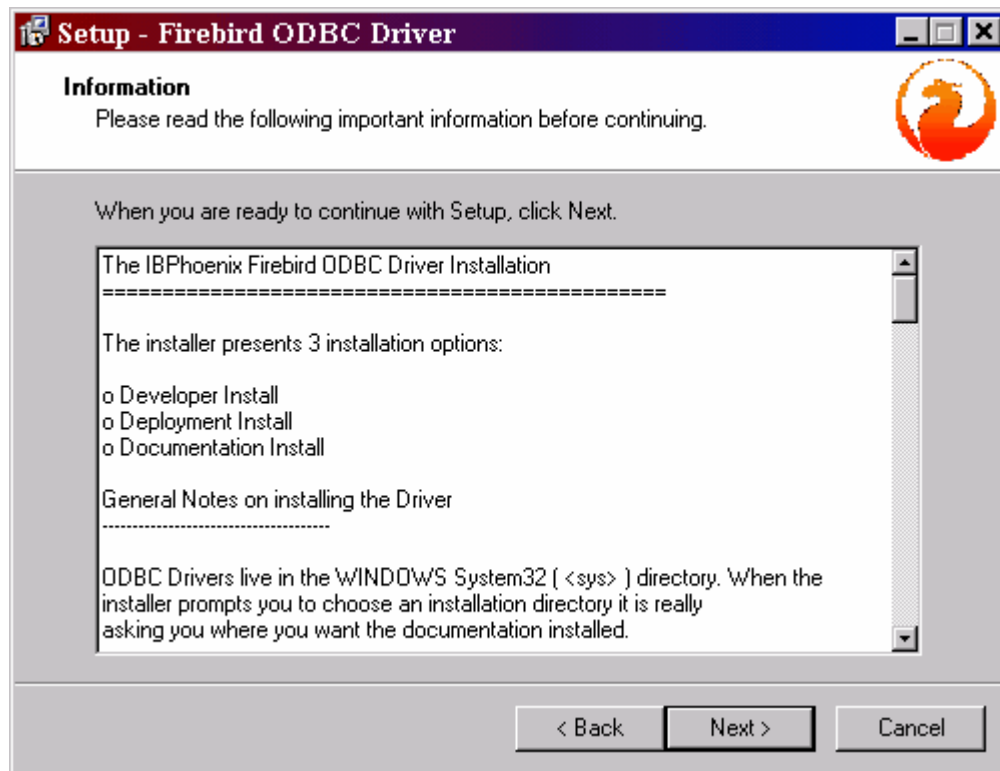 Setup - Firebird ODBC Driver
Information
Please read the following important information before continuing.
When you are ready to continue with Setup, click Next.
The IBPhoenix Firebird ODBC Driver Installation
===============================================
The installer presents 3 installation options:
o Developer Install
o Deployment Install
o Documentation Install
General Notes on installing the Driver
--------------------------------------
ODBC Drivers live in the WINDOWS System32 ( <sys> ) directory. When the
installer prompts you to choose an installation directory it is really
asking you where you want the documentation installed.
< Back Next > Cancel